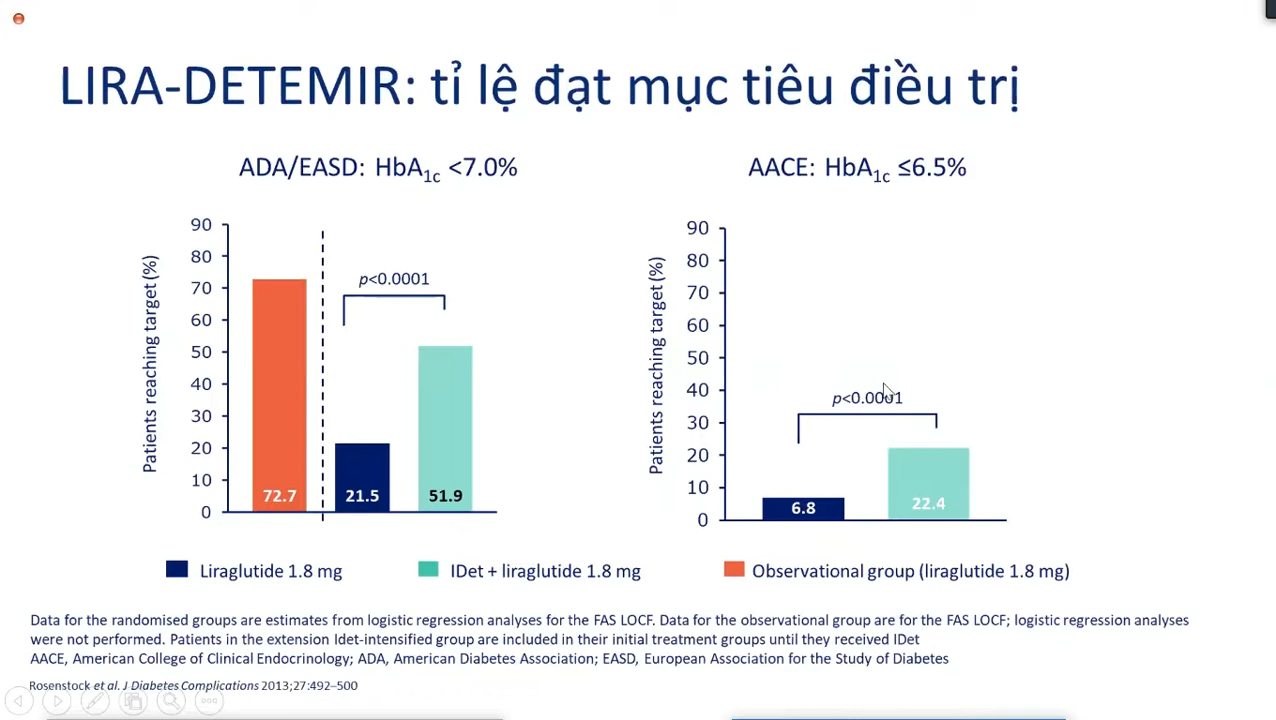 LIRA-DETEMIR: tỉ lệ đạt mục tiêu điều trị
ADA/EASD: HbA1c <7.0%
Patients reaching target (%)
90
80
70
60
50
40
30
20
10
0
p<0.0001
72.7
21.5
51.9
AACE: HbA1c ≤6.5%
Patients reaching target (%)
90
80
70
60
50
40
30
20
10
0
p<0.0001
6.8
22.4
Liraglutide 1.8 mg
IDet + liraglutide 1.8 mg
Observational group (liraglutide 1.8 mg)
Data for the randomised groups are estimates from logistic regression analyses for the FAS LOCF. Data for the observational group are for the FAS LOCF; logistic regression analyses
were not performed. Patients in the extension Idet-intensified group are included in their initial treatment groups until they received IDet
AACE, American College of Clinical Endocrinology; ADA, American Diabetes Association; EASD, European Association for the Study of Diabetes
Rosenstock et al. J Diabetes Complications 2013;27:492–500